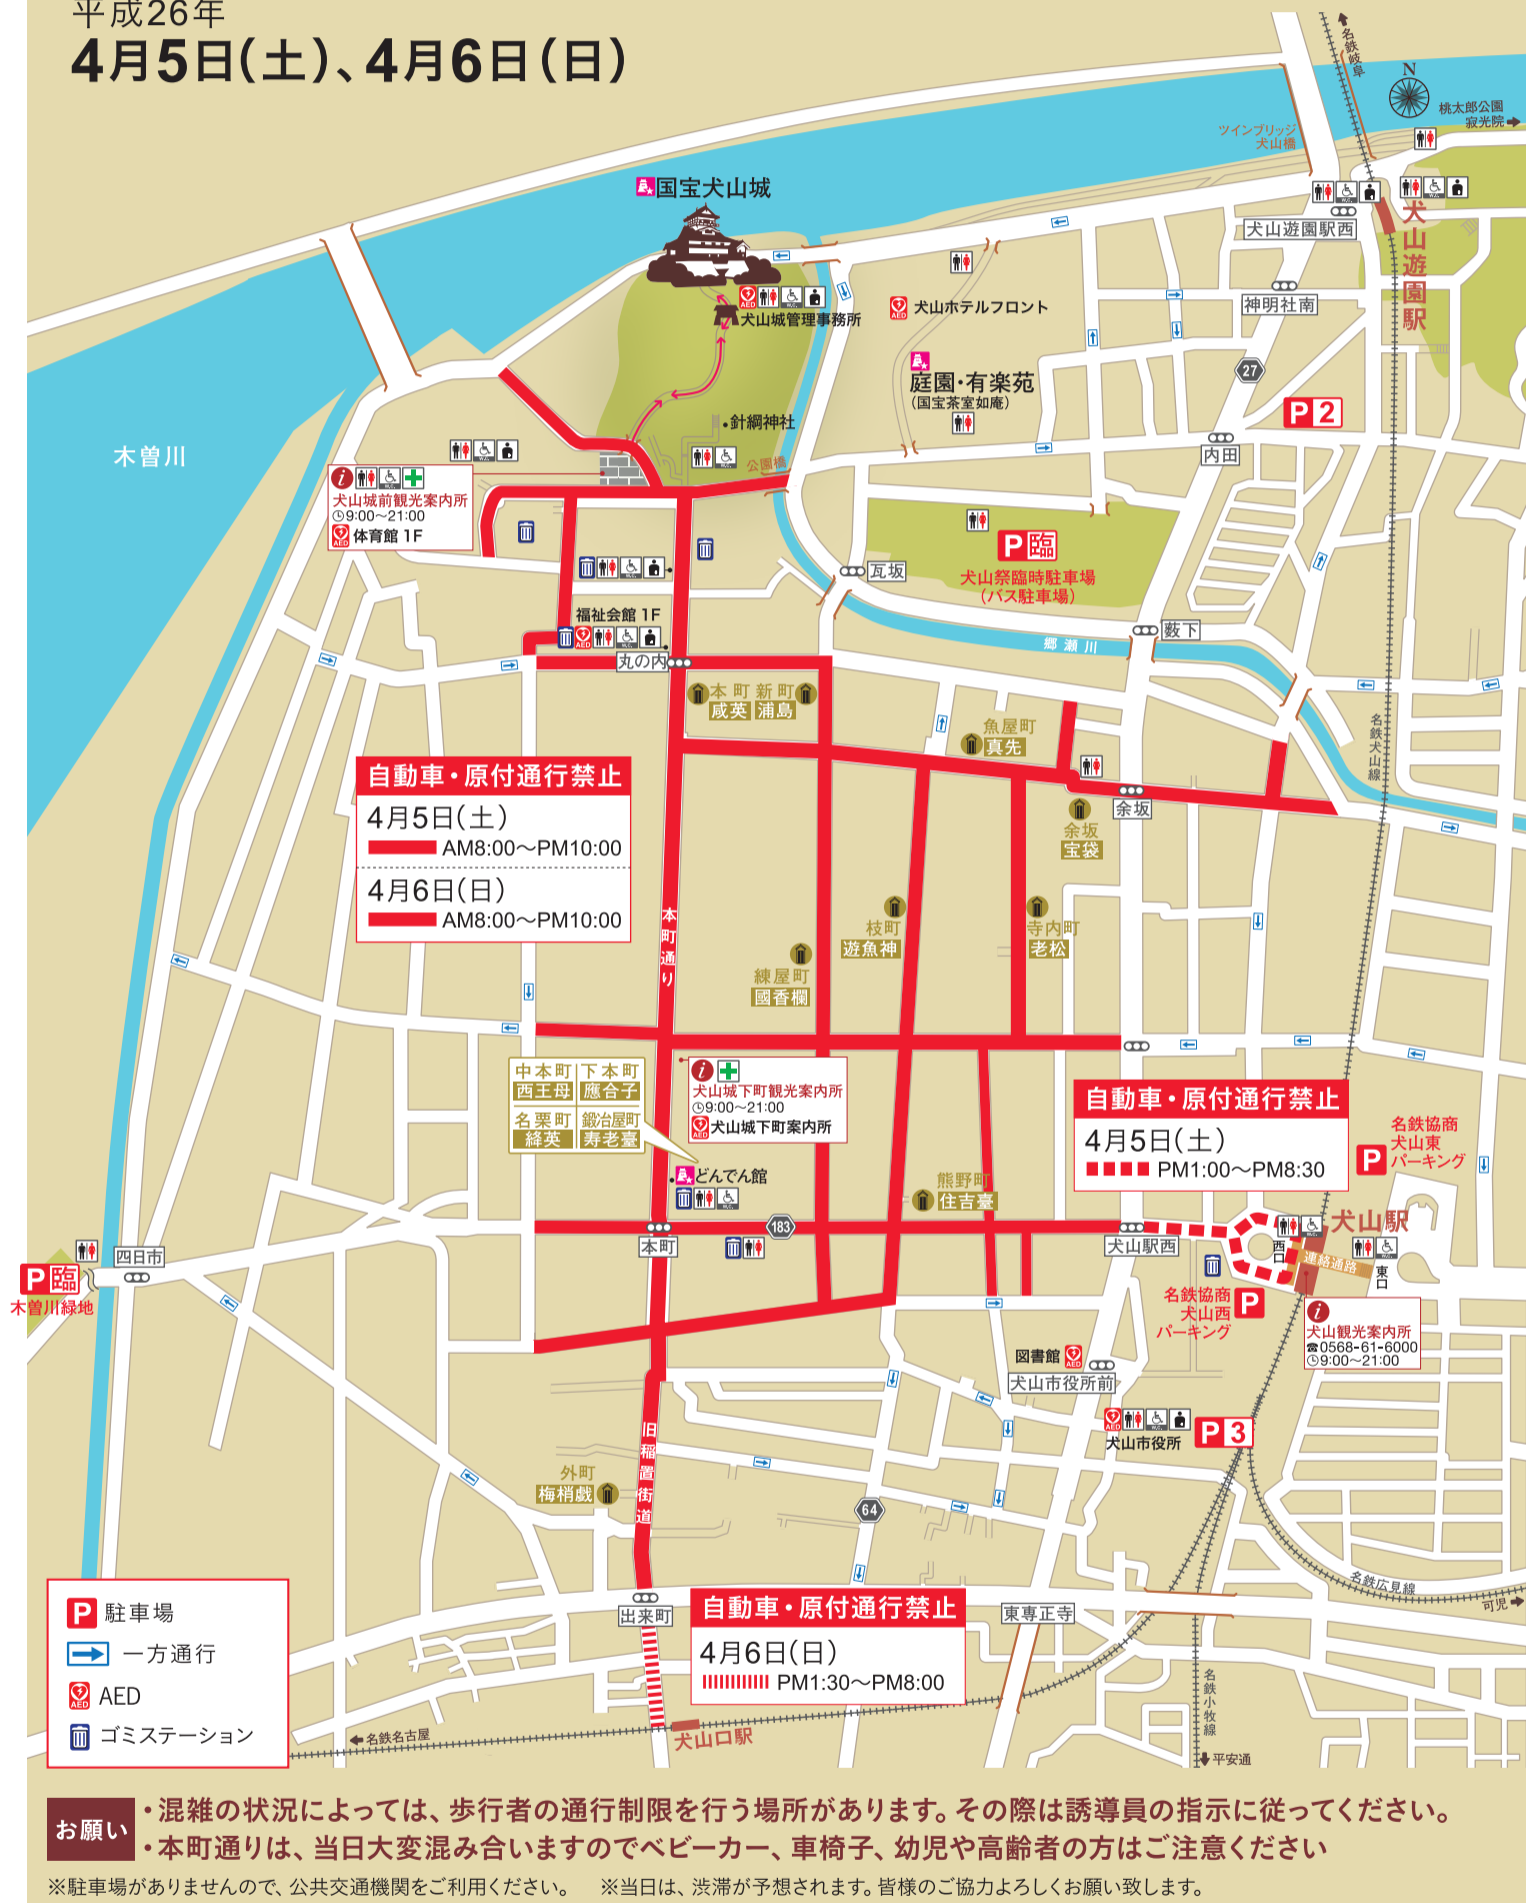 平成26年
4月5日(土)、4月6日(日)
名鉄岐阜
N
桃太郎公園
寂光院
ツインブリッジ
犬山橋
国宝犬山城
犬山遊園駅西
犬山遊園駅
神明社南
AED
犬山城管理事務所
AED
犬山ホテルフロント
庭園・有楽苑
(国宝茶室如庵)
27
P2
内田
針綱神社
公園橋
木曽川
犬山城前観光案内所
9:00〜21:00
AED 体育館 1F
P臨
犬山祭臨時駐車場
(バス駐車場)
瓦坂
薮下
郷瀬川
福祉会館 1F
AED
丸の内
本町
咸英
新町
浦島
魚屋町
真先
名鉄犬山線
余坂
余坂
宝袋
自動車・原付通行禁止
4月5日(土)
AM8:00〜PM10:00
4月6日(日)
AM8:00〜PM10:00
本町通り
枝町
遊魚神
寺内町
老松
練屋町
國香欄
中本町
西王母
下本町
應合子
名栗町
縫英
鍛冶屋町
寿老臺
犬山城下町観光案内所
9:00〜21:00
AED 犬山城下町案内所
どんでん館
自動車・原付通行禁止
4月5日(土)
PM1:00〜PM8:30
名鉄協商
犬山東
パーキング
P
熊野町
住吉臺
183
本町
犬山駅西
犬山駅
西口
連絡通路
東口
四日市
P臨
木曽川緑地
名鉄協商
犬山西
パーキング
P
犬山観光案内所
☎0568-61-6000
9:00〜21:00
図書館
AED
犬山市役所前
AED
犬山市役所
P3
旧稲置街道
外町
梅梢戯
64
名鉄広見線
可児
出来町
自動車・原付通行禁止
4月6日(日)
PM1:30〜PM8:00
東専正寺
名鉄小牧線
平安通
犬山口駅
名鉄名古屋
P 駐車場
一方通行
AED AED
ゴミステーション
お願い
・混雑の状況によっては、歩行者の通行制限を行う場所があります。その際は誘導員の指示に従ってください。
・本町通りは、当日大変混み合いますのでベビーカー、車椅子、幼児や高齢者の方はご注意ください
※駐車場がありませんので、公共交通機関をご利用ください。 ※当日は、渋滞が予想されます。皆様のご協力よろしくお願い致します。